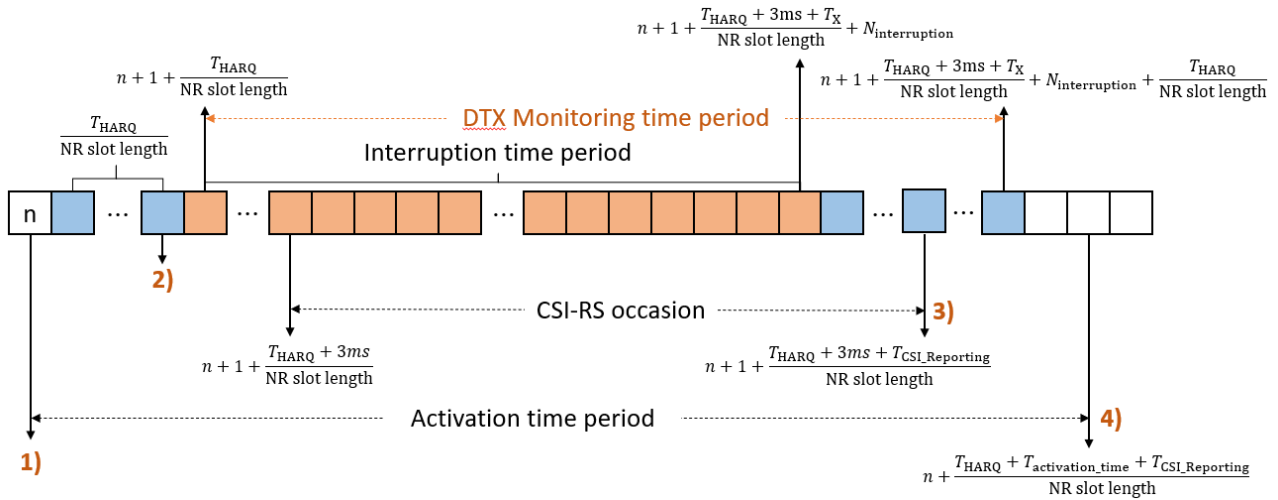 n + 1 + (T_HARQ + 3ms + T_X) / (NR slot length) + N_interruption
n + 1 + T_HARQ / (NR slot length)
n + 1 + (T_HARQ + 3ms + T_X) / (NR slot length) + N_interruption + T_HARQ / (NR slot length)
DTX Monitoring time period
T_HARQ / (NR slot length)
Interruption time period
n ... ... ... ... ...
2)
CSI-RS occasion
3)
n + 1 + (T_HARQ + 3ms) / (NR slot length)
n + 1 + (T_HARQ + 3ms + T_CSI_Reporting) / (NR slot length)
Activation time period
4)
1)
n + (T_HARQ + T_activation_time + T_CSI_Reporting) / (NR slot length)